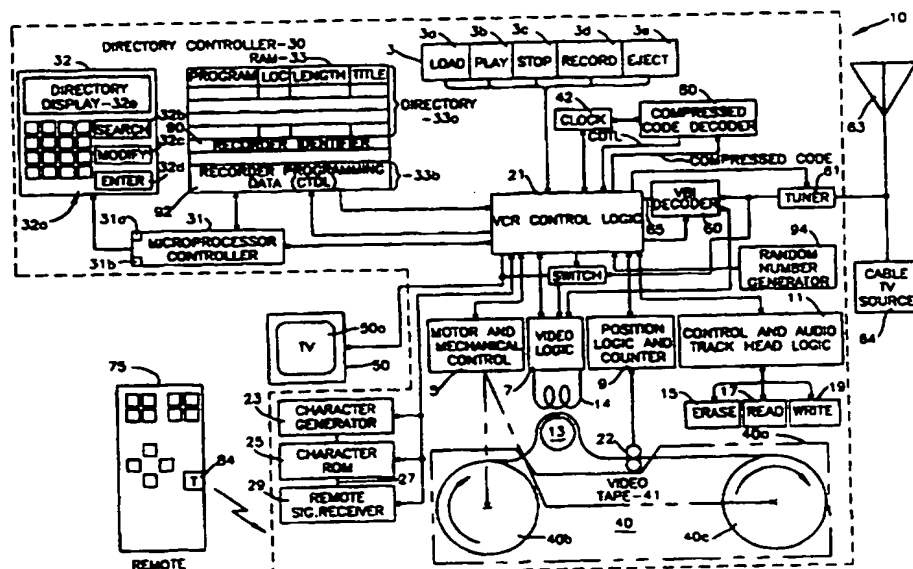 10
DIRECTORY CONTROLLER-30
32
RAM-33
PROGRAM LOC LENGTH TITLE
DIRECTORY DISPLAY-32e
DIRECTORY -33a
32b
SEARCH
32c
MODIFY
32d
ENTER
32a
90
RECORDER IDENTIFIER
RECORDER PROGRAMMING DATA (CTDL)
-33b
92
31a
31
31b
MICROPROCESSOR CONTROLLER
3a 3b 3c 3d 3e
3
LOAD PLAY STOP RECORD EJECT
42
CLOCK
60
COMPRESSED CODE DECODER
CDTL
COMPRESSED CODE
21
VCR CONTROL LOGIC
VBI DECODER
65
60
61
TUNER
63
SWITCH
94
RANDOM NUMBER GENERATOR
CABLE TV SOURCE
64
50a
TV
50
MOTOR AND MECHANICAL CONTROL
5
VIDEO LOGIC
7
14
POSITION LOGIC AND COUNTER
9
11
CONTROL AND AUDIO TRACK HEAD LOGIC
15
ERASE
17
READ
19
WRITE
75
84
T
REMOTE
23
CHARACTER GENERATOR
25
CHARACTER ROM
27
29
REMOTE SIG. RECEIVER
13
22
40a
VIDEO TAPE-41
40
40b
40c